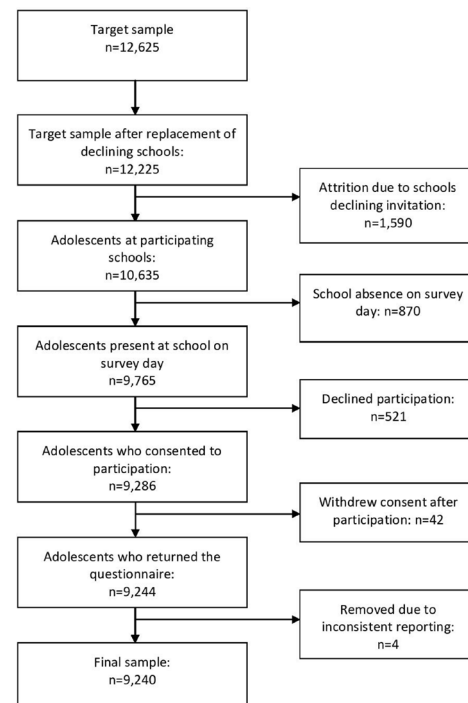 Target sample
n=12,625
Target sample after replacement of
declining schools:
n=12,225
Attrition due to schools
declining invitation:
n=1,590
Adolescents at participating
schools:
n=10,635
School absence on survey
day: n=870
Adolescents present at school on
survey day
n=9,765
Declined participation:
n=521
Adolescents who consented to
participation:
n=9,286
Withdrew consent after
participation: n=42
Adolescents who returned the
questionnaire:
n=9,244
Removed due to
inconsistent reporting:
n=4
Final sample:
n=9,240